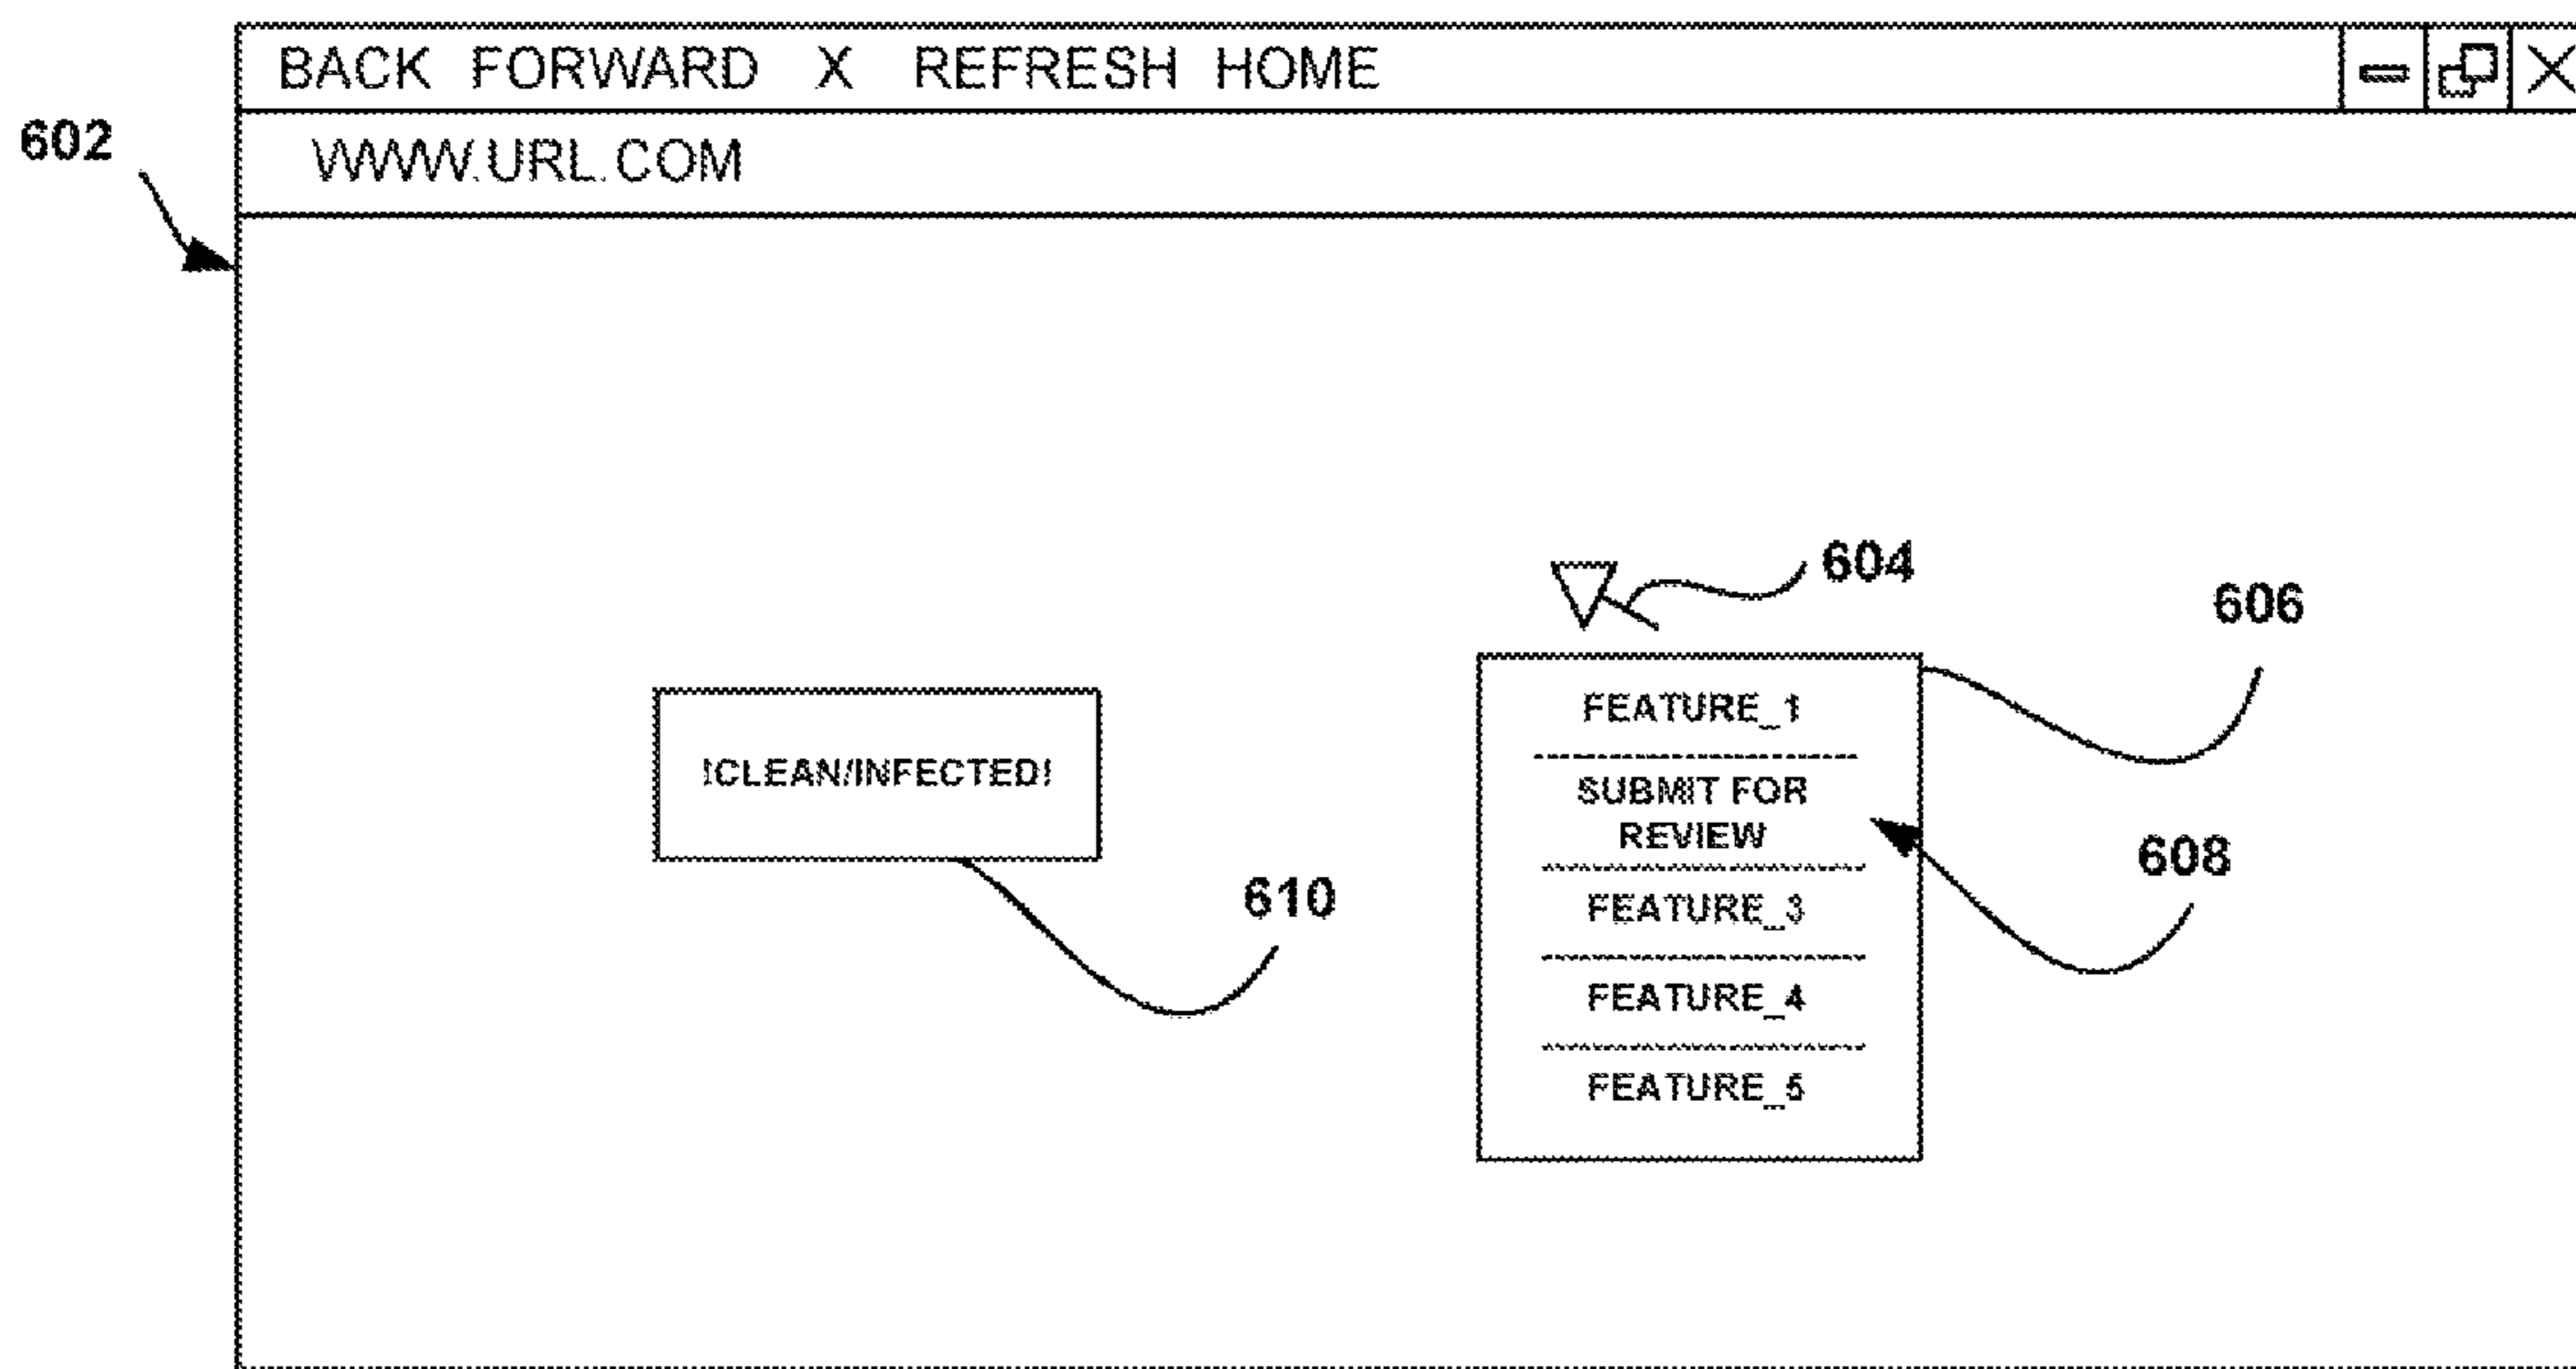 BACK FORWARD X REFRESH HOME
602
WWW.URL.COM
604
606
FEATURE_1
!CLEAN/INFECTED!
SUBMIT FOR
REVIEW
608
610
FEATURE_3
FEATURE_4
FEATURE_5